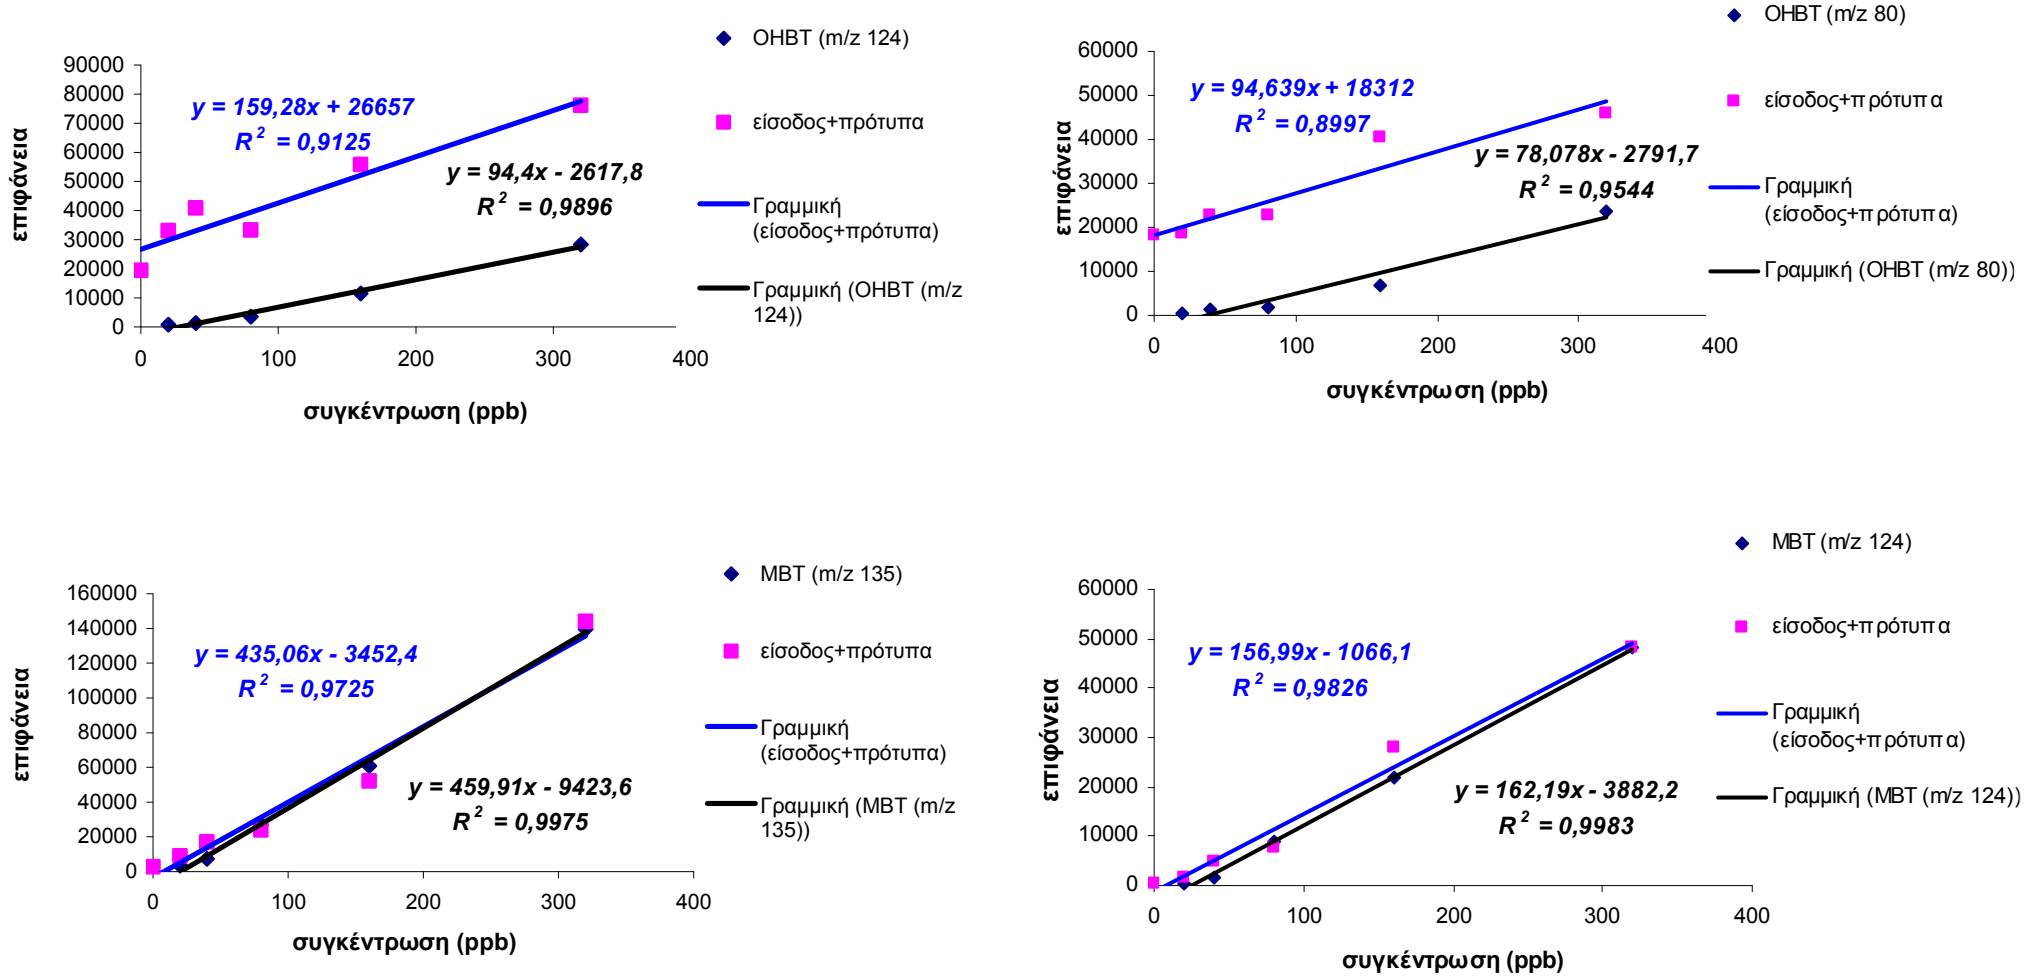 OHBT (m/z 124)
90000
80000
70000
60000
50000
40000
30000
20000
10000
0
επιφάνεια
y = 159,28x + 26657
R² = 0,9125
y = 94,4x - 2617,8
R² = 0,9896
είσοδος+πρότυπα
Γραμμική
(είσοδος+πρότυπα)
Γραμμική (OHBT (m/z
124))
0 100 200 300 400
συγκέντρωση (ppb)
OHBT (m/z 80)
60000
50000
40000
30000
20000
10000
0
επιφάνεια
y = 94,639x + 18312
R² = 0,8997
y = 78,078x - 2791,7
R² = 0,9544
είσοδος+πρότυπα
Γραμμική
(είσοδος+πρότυπα)
Γραμμική (OHBT (m/z 80))
0 100 200 300 400
συγκέντρωση (ppb)
MBT (m/z 135)
160000
140000
120000
100000
80000
60000
40000
20000
0
επιφάνεια
y = 435,06x - 3452,4
R² = 0,9725
y = 459,91x - 9423,6
R² = 0,9975
είσοδος+πρότυπα
Γραμμική
(είσοδος+πρότυπα)
Γραμμική (MBT (m/z
135))
0 100 200 300 400
συγκέντρωση (ppb)
MBT (m/z 124)
60000
50000
40000
30000
20000
10000
0
επιφάνεια
y = 156,99x - 1066,1
R² = 0,9826
y = 162,19x - 3882,2
R² = 0,9983
είσοδος+πρότυπα
Γραμμική
(είσοδος+πρότυπα)
Γραμμική (MBT (m/z 124))
0 100 200 300 400
συγκέντρωση (ppb)